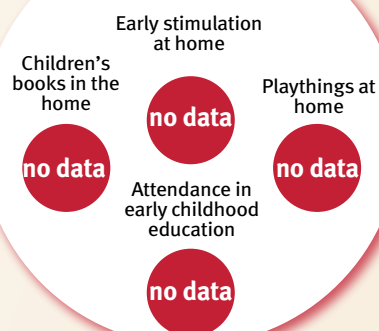 Early stimulation
at home
no data
Children’s
books in the
home
no data
Playthings at
home
no data
Attendance in
early childhood
education
no data